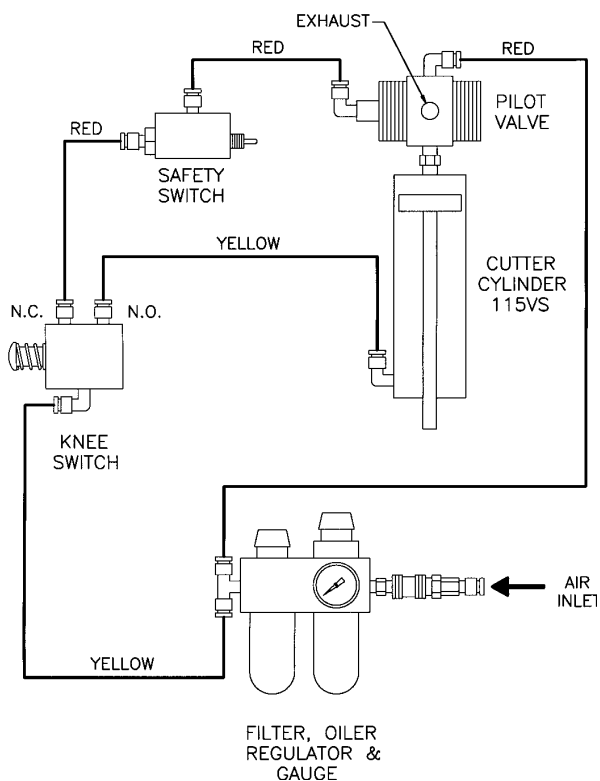 EXHAUST
RED
RED
PILOT
VALVE
RED
SAFETY
SWITCH
YELLOW
CUTTER
CYLINDER
115VS
N.C.
N.O.
KNEE
SWITCH
AIR
INLET
YELLOW
FILTER, OILER
REGULATOR &
GAUGE